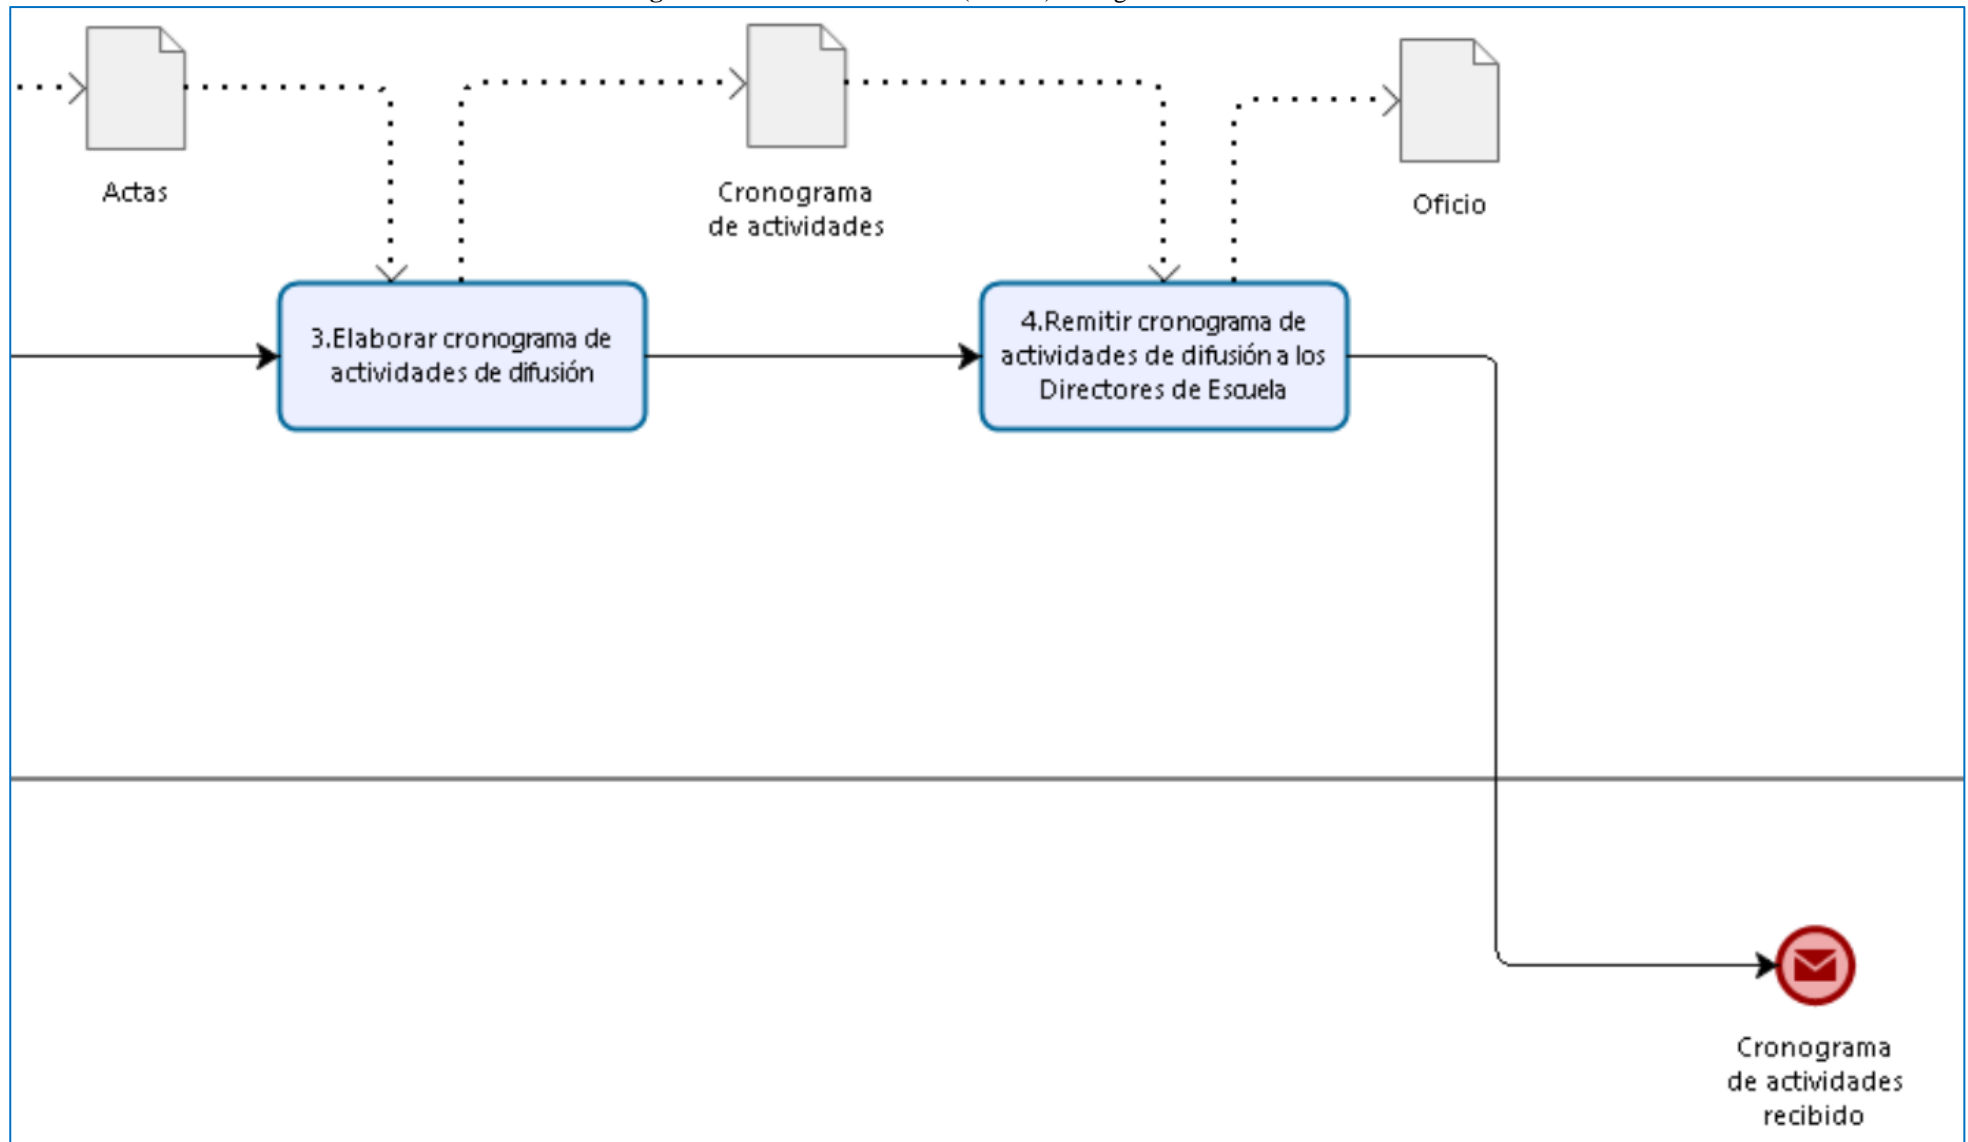 Actas
Cronograma
de actividades
Oficio
3.Elaborar cronograma de
actividades de difusión
4.Remitir cronograma de
actividades de difusión a los
Directores de Escuela
Cronograma
de actividades
recibido